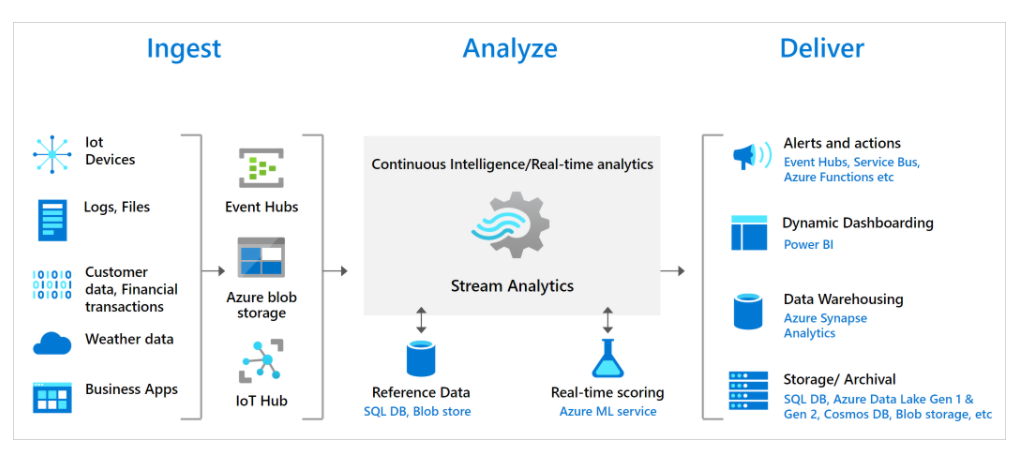 Ingest
Analyze
Deliver
Iot
Devices
Logs, Files
Customer
data, Financial
transactions
Weather data
Business Apps
Event Hubs
Azure blob
storage
IoT Hub
Continuous Intelligence/Real-time analytics
Stream Analytics
Reference Data
SQL DB, Blob store
Real-time scoring
Azure ML service
Alerts and actions
Event Hubs, Service Bus,
Azure Functions etc
Dynamic Dashboarding
Power BI
Data Warehousing
Azure Synapse
Analytics
Storage/ Archival
SQL DB, Azure Data Lake Gen 1 &
Gen 2, Cosmos DB, Blob storage, etc